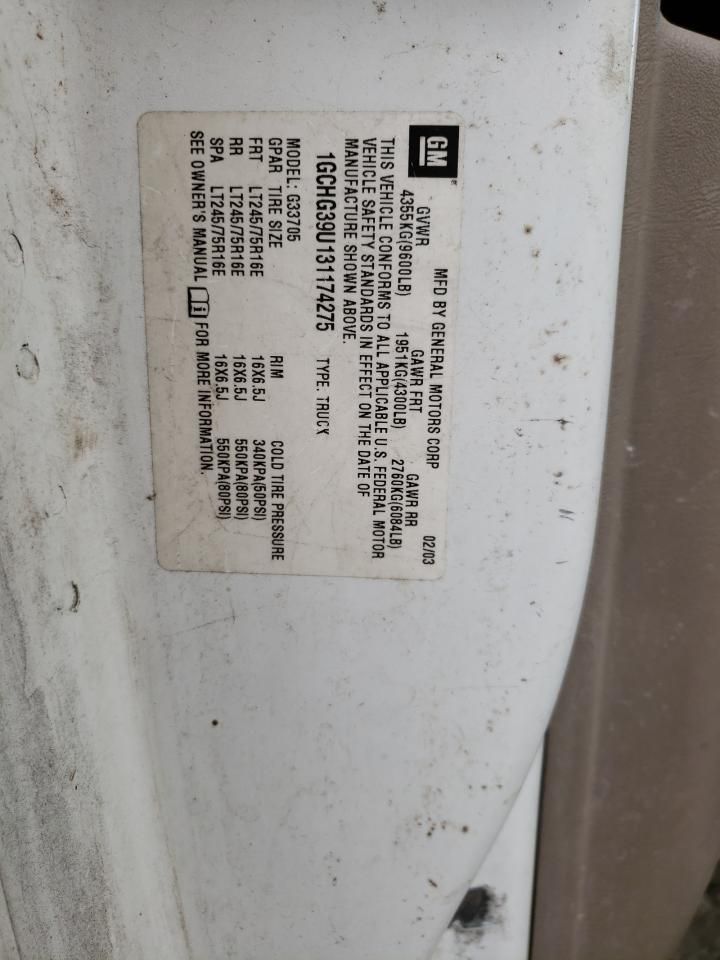 GM
MFD BY GENERAL MOTORS CORP 02/03
GVWR GAWR FRT GAWR RR
4355KG(9600LB) 1951KG(4300LB) 2760KG(6084LB)
THIS VEHICLE CONFORMS TO ALL APPLICABLE U.S. FEDERAL MOTOR
VEHICLE SAFETY STANDARDS IN EFFECT ON THE DATE OF
MANUFACTURE SHOWN ABOVE.
1GCHG39U131174275 TYPE: TRUCK
MODEL: G33705
GPAR TIRE SIZE RIM COLD TIRE PRESSURE
FRT LT245/75R16E 16X6.5J 340KPA(50PSI)
RR LT245/75R16E 16X6.5J 550KPA(80PSI)
SPA LT245/75R16E 16X6.5J 550KPA(80PSI)
SEE OWNER'S MANUAL i FOR MORE INFORMATION.